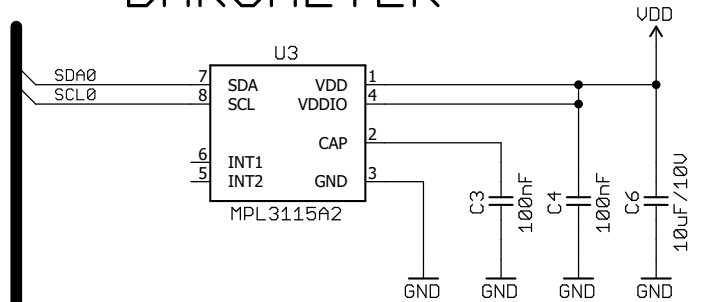 BAROMETER
VDD
U3
SDA0
SCL0
7
8
6
5
SDA
SCL
INT1
INT2
VDD
VDDIO
CAP
GND
1
4
2
3
MPL3115A2
C3
100nF
C4
100nF
C6
10uF/10V
GND
GND
GND
GND